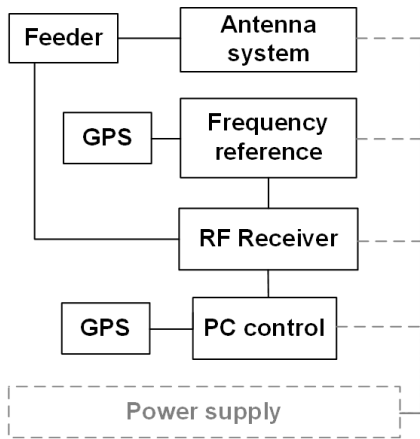 Feeder
Antenna
system
GPS
Frequency
reference
RF Receiver
GPS
PC control
Power supply